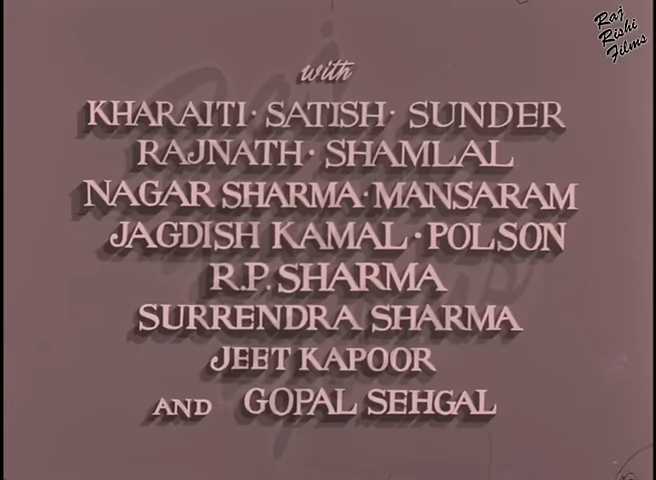 Raj
Rishi
Films
with
KHARAITI · SATISH · SUNDER
RAJNATH · SHAMLAL
NAGAR SHARMA · MANSARAM
JAGDISH KAMAL · POLSON
R.P. SHARMA
SURRENDRA SHARMA
JEET KAPOOR
AND GOPAL SEHGAL